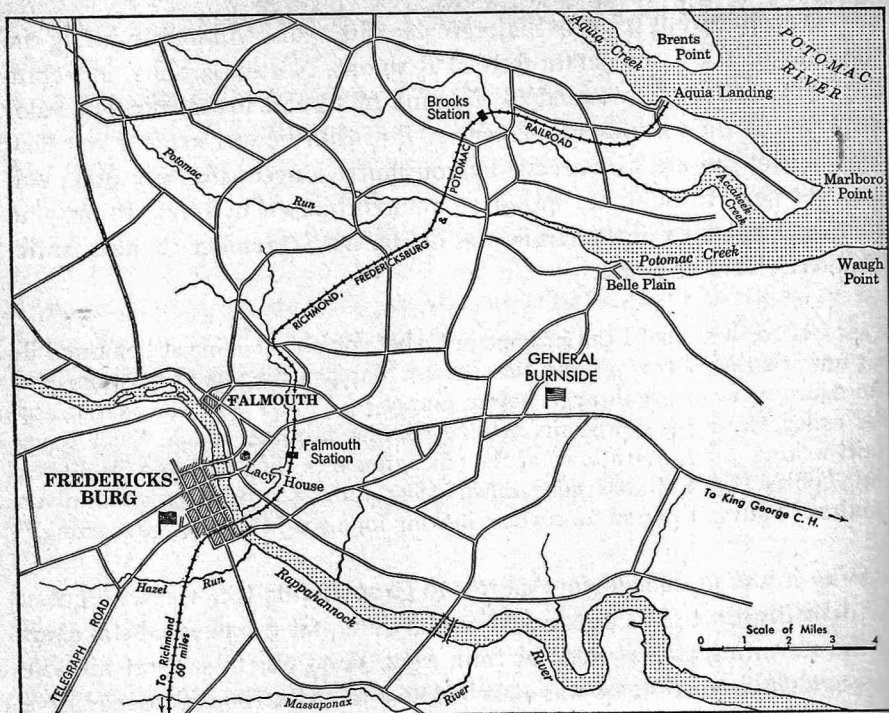 Aquia
Creek
Brents
Point
POTOMAC
RIVER
Aquia Landing
Brooks
Station
RAILROAD
Potomac
Run
Accokeek
Creek
Marlboro
Point
RICHMOND, FREDERICKSBURG & POTOMAC
Potomac Creek
Waugh
Point
Belle Plain
GENERAL
BURNSIDE
FALMOUTH
Falmouth
Station
Lacy House
FREDERICKS-
BURG
To King George C. H.
Hazel Run
Rappahannock
River
TELEGRAPH ROAD
To Richmond
60 miles
Massaponax
River
Scale of Miles
0 1 2 3 4